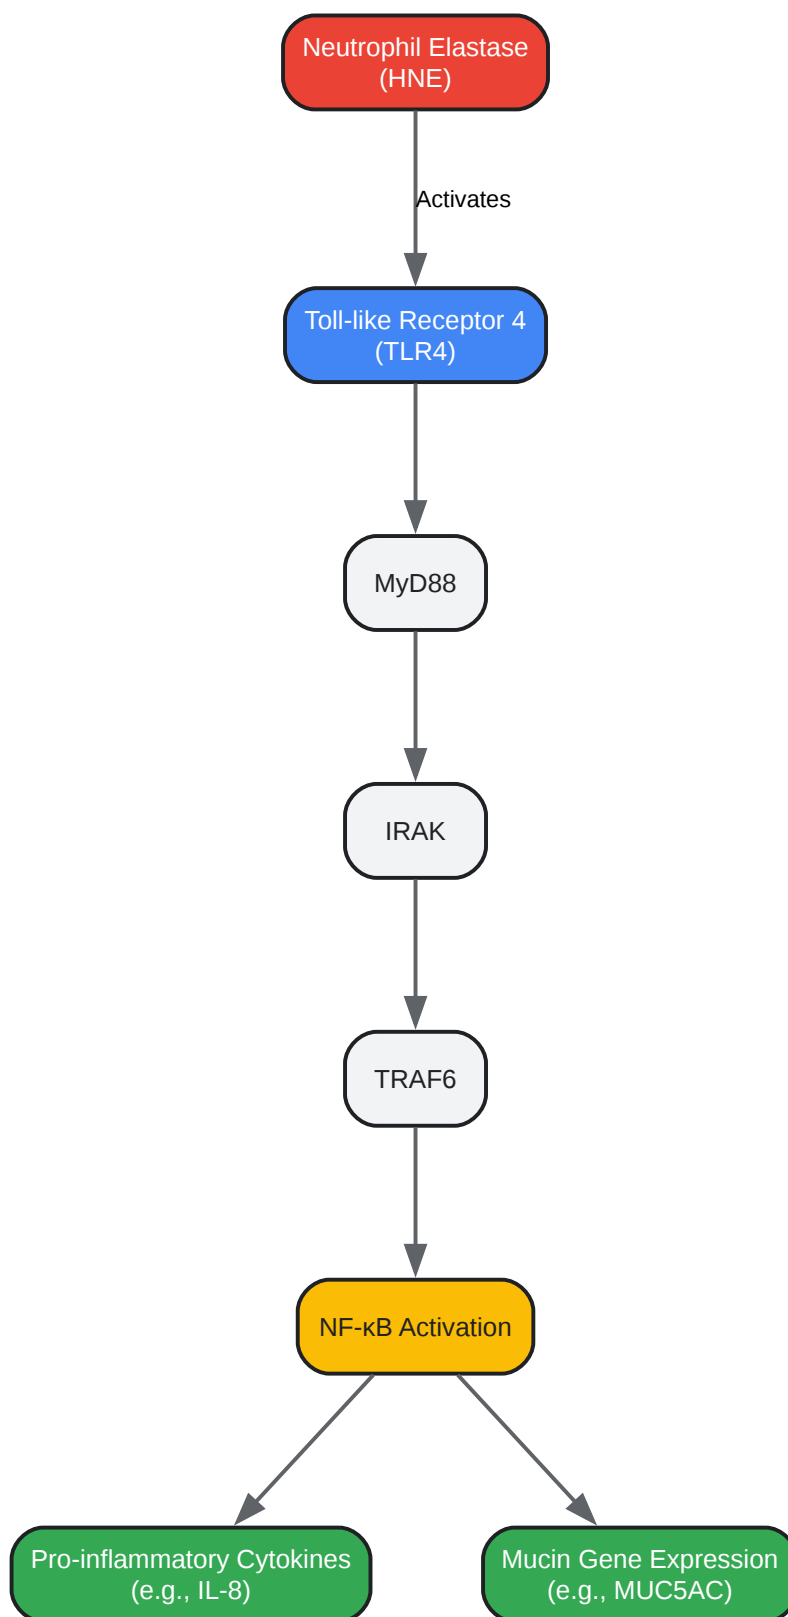 Neutrophil Elastase
(HNE)
Activates
Toll-like Receptor 4
(TLR4)
MyD88
IRAK
TRAF6
NF-κB Activation
Pro-inflammatory Cytokines
(e.g., IL-8)
Mucin Gene Expression
(e.g., MUC5AC)